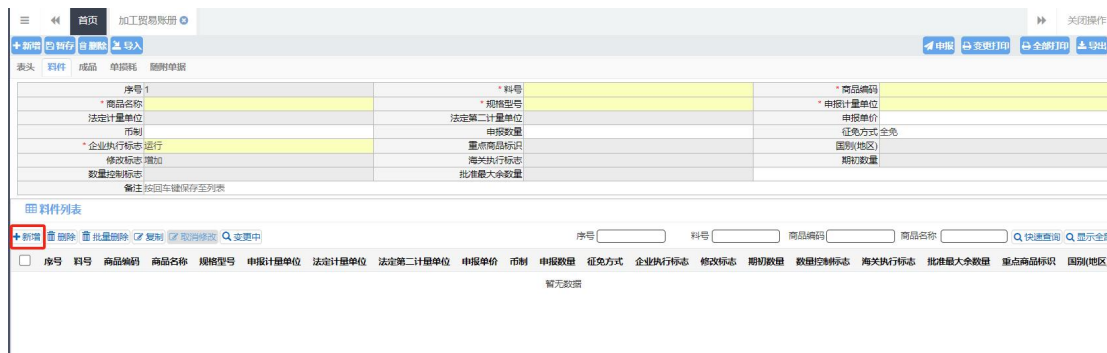 首页 加工贸易账册 关闭操作
新增 暂存 删除 导入 申报 变更打印 全部打印 导出
表头 料件 成品 单损耗 随附单据
序号 1 *料号 *商品编码
*商品名称 *规格型号 *申报计量单位
法定计量单位 法定第二计量单位 申报单价
币制 申报数量 征免方式 全免
*企业执行标志 运行 重点商品标识 国别(地区)
修改标志 增加 海关执行标志 期初数量
数量控制标志 批准最大余数量
备注 按回车键保存至列表
料件列表
新增 删除 批量删除 复制 取消修改 变更中 序号 料号 商品编码 商品名称 快速查询 显示全部
序号 料号 商品编码 商品名称 规格型号 申报计量单位 法定计量单位 法定第二计量单位 申报单价 币制 申报数量 征免方式 企业执行标志 修改标志 期初数量 数量控制标志 海关执行标志 批准最大余数量 重点商品标识 国别(地区
暂无数据